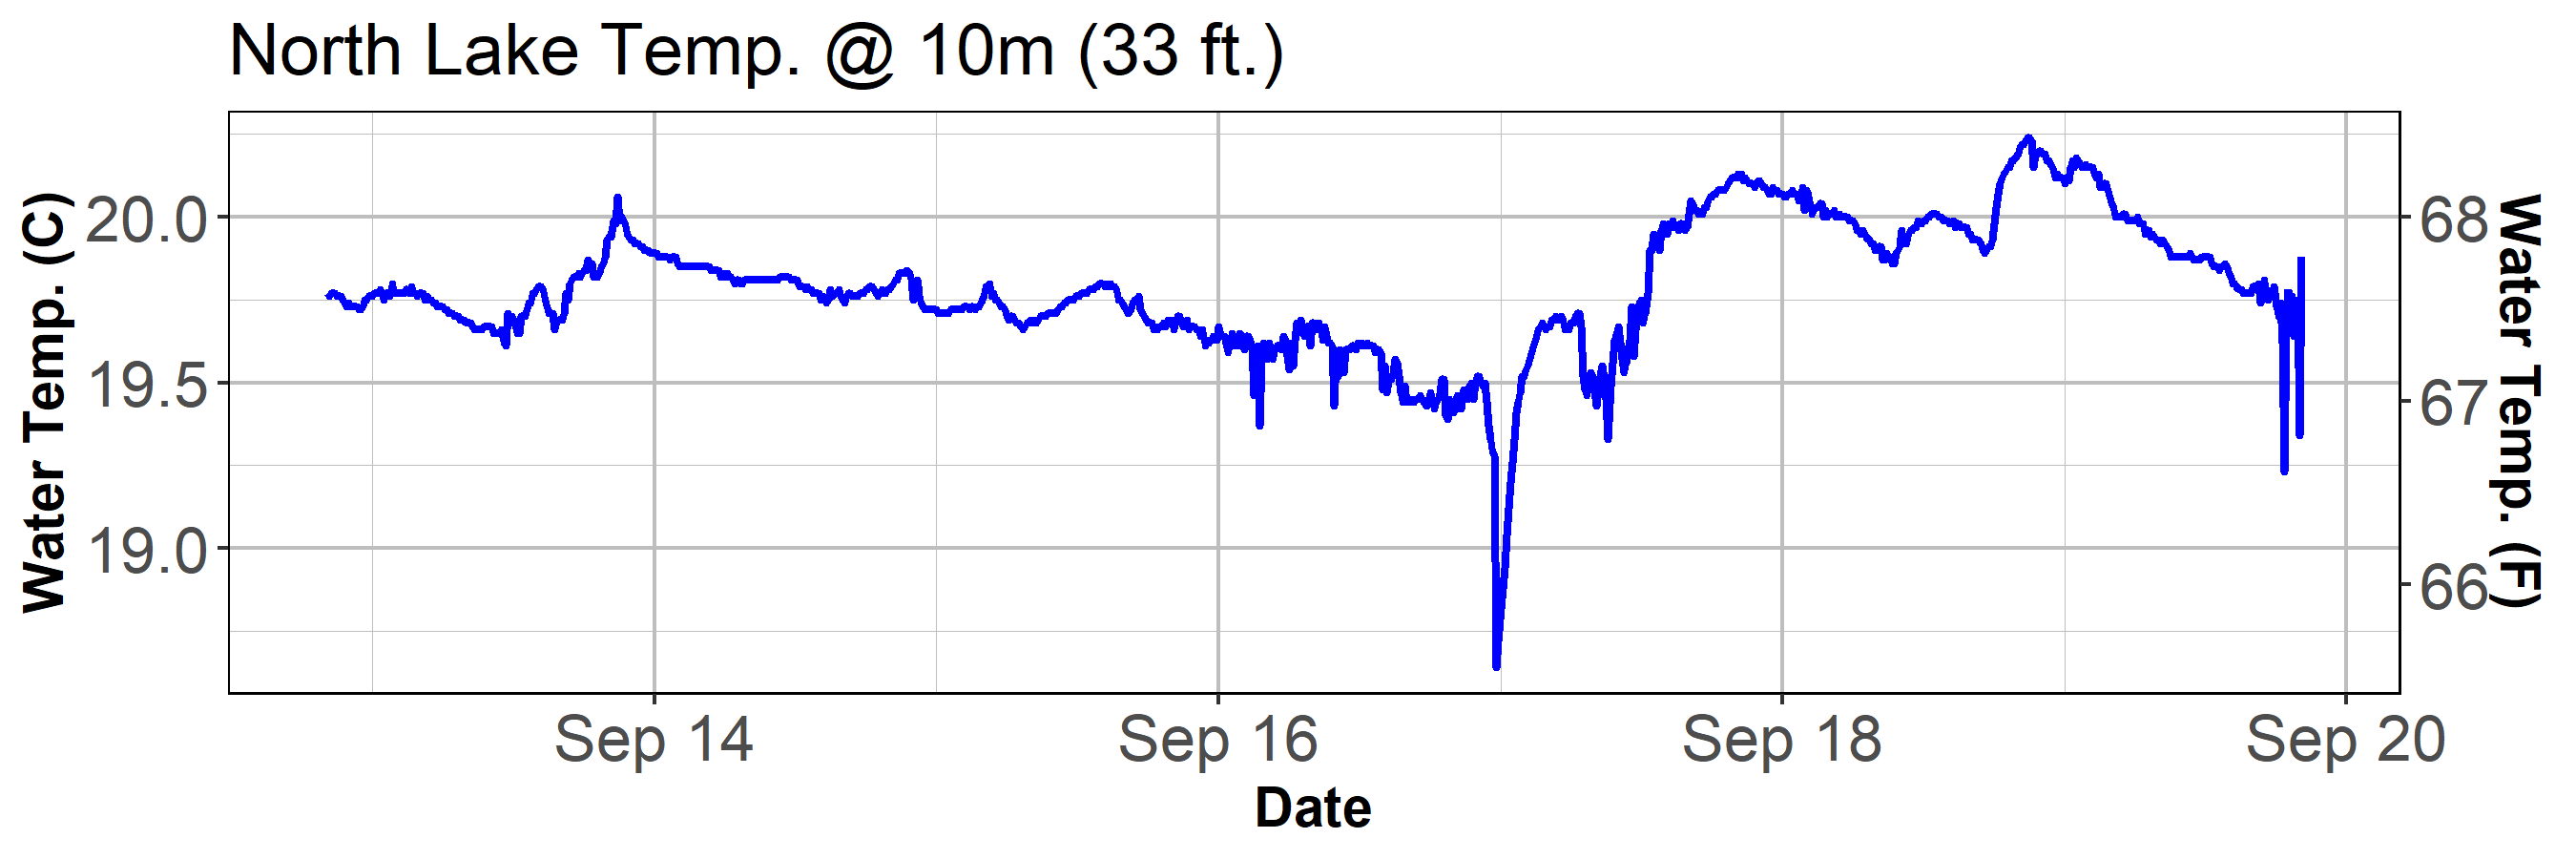 North Lake Temp. @ 10m (33 ft.)
Water Temp. (C)
20.0
19.5
19.0
68
67
66
Water Temp. (F)
Sep 14
Sep 16
Sep 18
Sep 20
Date